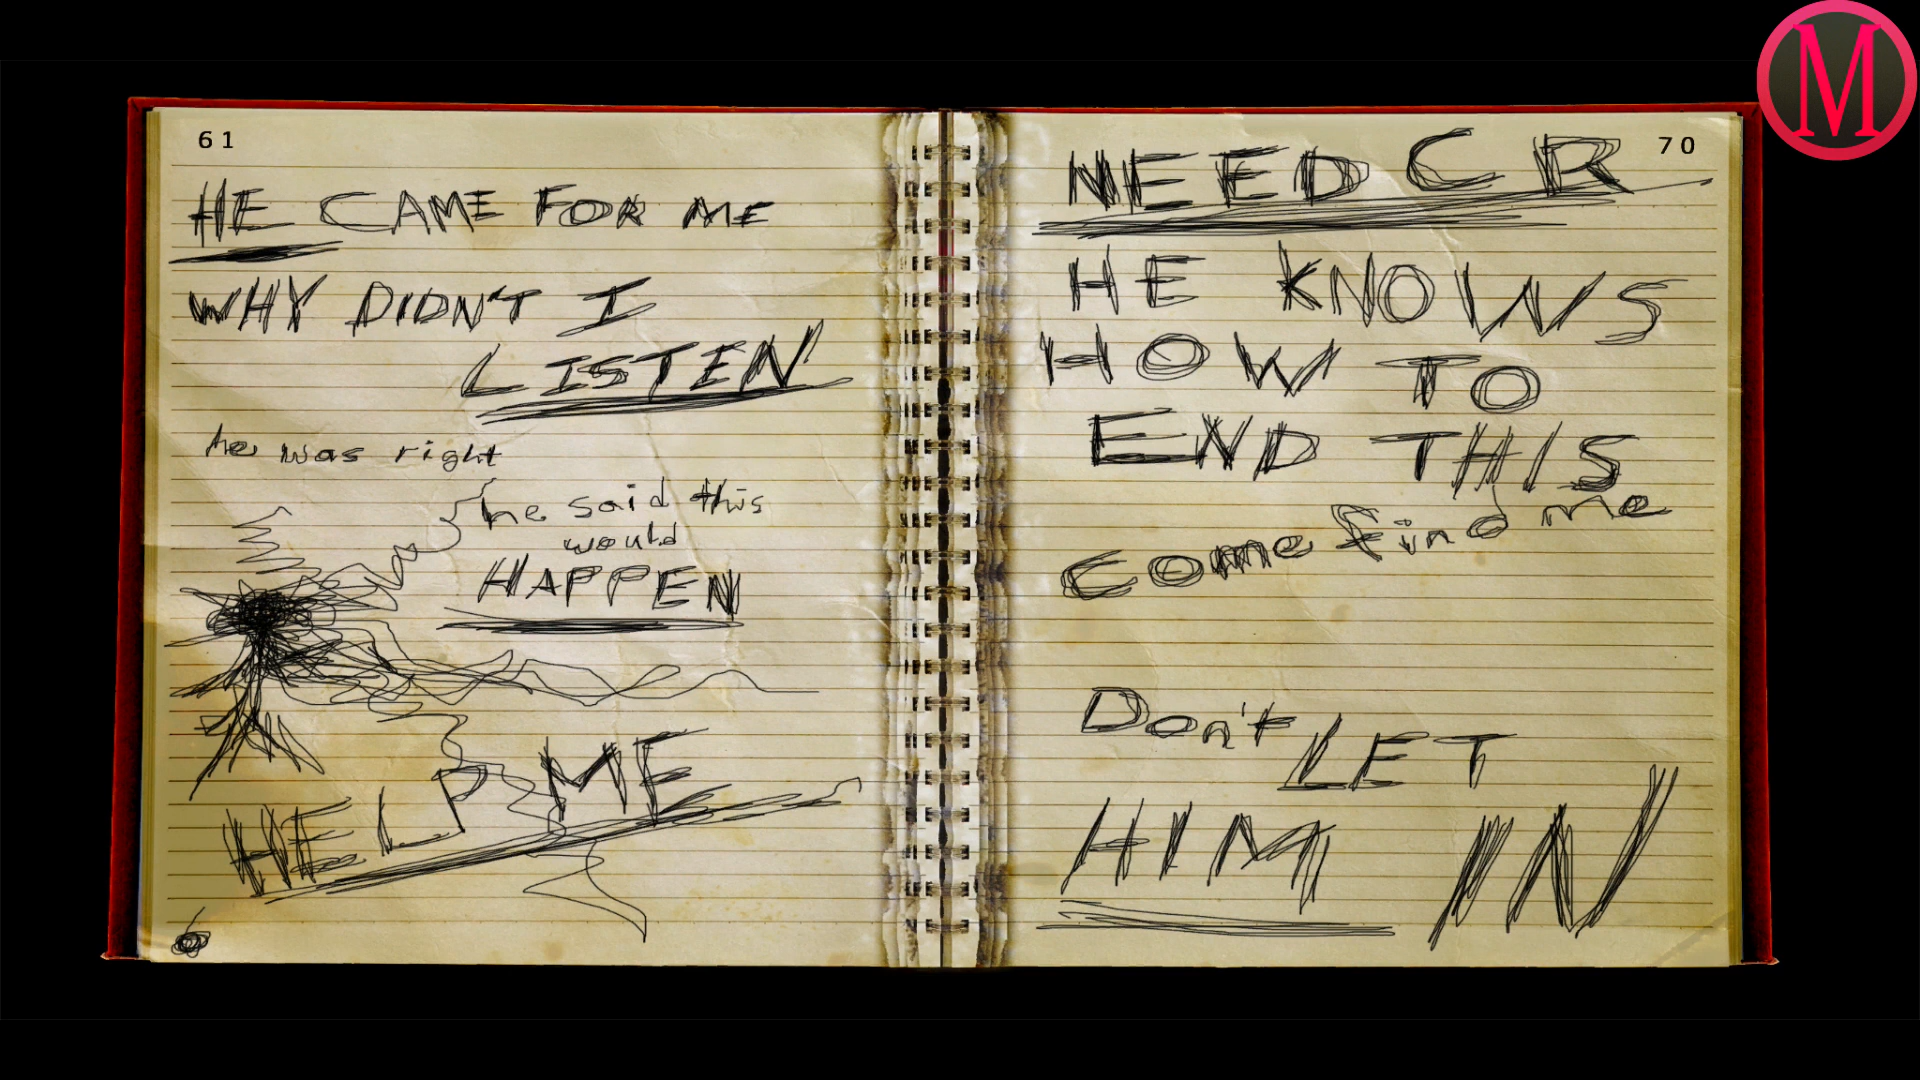 61
HE CAME FOR ME
WHY DIDN'T I
LISTEN
he was right
he said this
would
HAPPEN
HELP ME
70
NEED CR
HE KNOWS
HOW TO
END THIS
come find me
Don't LET
HIM IN
M